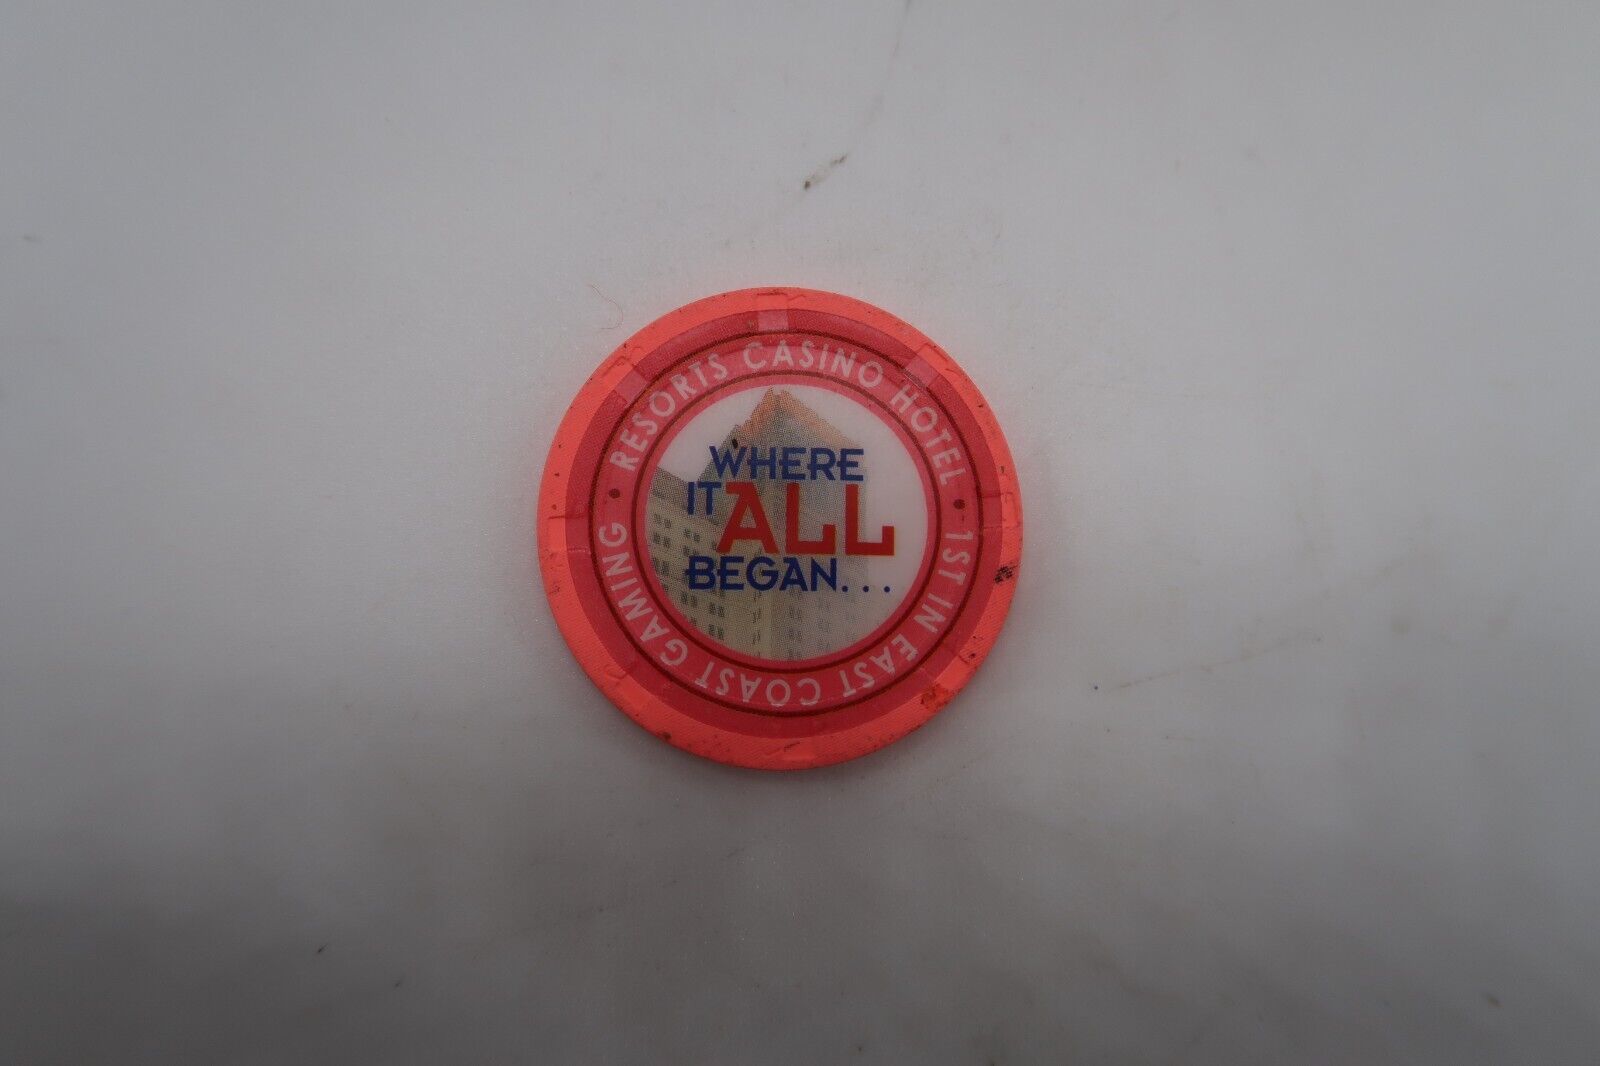 RESORTS CASINO HOTEL
• 1ST IN EAST COAST GAMING •
WHERE
IT ALL
BEGAN...